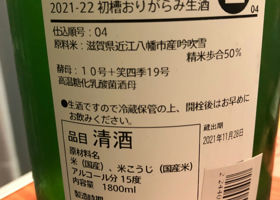 2021-22 初槽おりがらみ生酒
仕込順号：04
原料米：滋賀県近江八幡市産吟吹雪
精米歩合50%
04
酵母：10号＋笑四季19号
高温糖化乳酸菌酒母
●生酒ですので冷蔵保管の上、開栓後はお早めに
お飲みください。
品目 清酒
原材料名
米（国産）、米こうじ（国産米）
アルコール分 15度
内容量 1800ml
製造時期
蔵出期
2021年11月28日